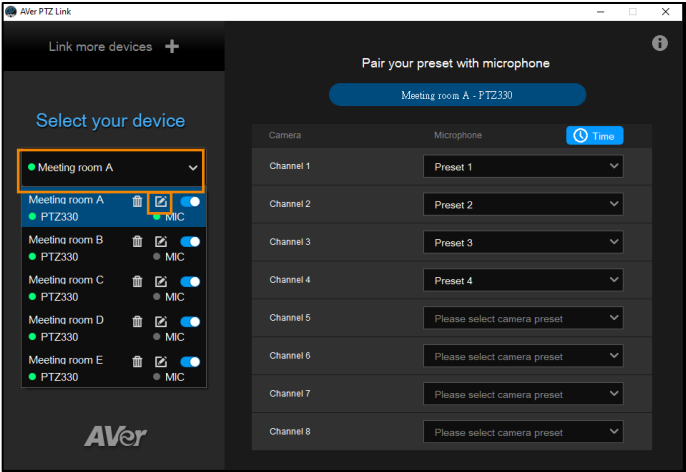 AVer PTZ Link
Link more devices +
Select your device
Meeting room A
Meeting room A
PTZ330 MIC
Meeting room B
PTZ330 MIC
Meeting room C
PTZ330 MIC
Meeting room D
PTZ330 MIC
Meeting room E
PTZ330 MIC
AVer
Pair your preset with microphone
Meeting room A - PTZ330
Camera Microphone Time
Channel 1 Preset 1
Channel 2 Preset 2
Channel 3 Preset 3
Channel 4 Preset 4
Channel 5 Please select camera preset
Channel 6 Please select camera preset
Channel 7 Please select camera preset
Channel 8 Please select camera preset